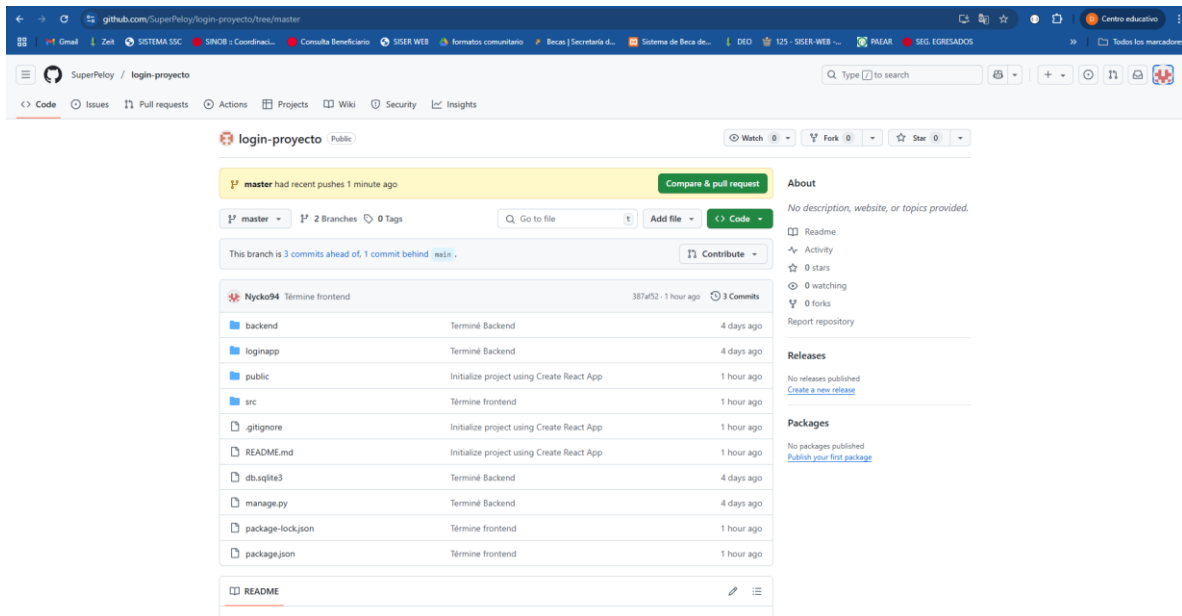 github.com/SuperPeloy/login-proyecto/tree/master
Centro educativo
Gmail Zeit SISTEMA SSC SINOB :: Coordinaci... Consulta Beneficiario SISER WEB formatos comunitario Becas | Secretaría d... Sistema de Beca de... DEO 125 - SISER-WEB -... PAEAR SEG. EGRESADOS » Todos los marcadores
SuperPeloy / login-proyecto
Type / to search
Code Issues Pull requests Actions Projects Wiki Security Insights
login-proyecto Public
Watch 0 Fork 0 Star 0
master had recent pushes 1 minute ago
Compare & pull request
master 2 Branches 0 Tags Go to file t Add file Code
This branch is 3 commits ahead of, 1 commit behind main .
Contribute
Nycko94 Términe frontend 387af52 · 1 hour ago 3 Commits
backend Terminé Backend 4 days ago
loginapp Terminé Backend 4 days ago
public Initialize project using Create React App 1 hour ago
src Términe frontend 1 hour ago
.gitignore Initialize project using Create React App 1 hour ago
README.md Initialize project using Create React App 1 hour ago
db.sqlite3 Terminé Backend 4 days ago
manage.py Terminé Backend 4 days ago
package-lock.json Términe frontend 1 hour ago
package.json Términe frontend 1 hour ago
README
About
No description, website, or topics provided.
Readme
Activity
0 stars
0 watching
0 forks
Report repository
Releases
No releases published
Create a new release
Packages
No packages published
Publish your first package